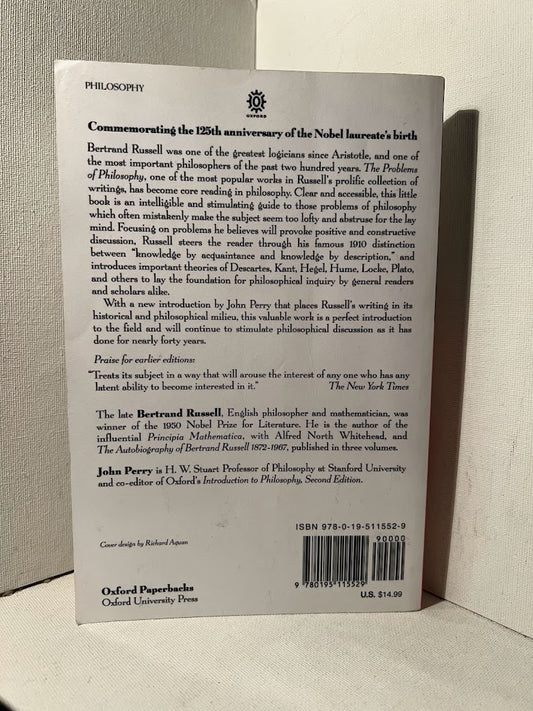 PHILOSOPHY
OXFORD
Commemorating the 125th anniversary of the Nobel laureate's birth
Bertrand Russell was one of the greatest logicians since Aristotle, and one of
the most important philosophers of the past two hundred years. The Problems
of Philosophy, one of the most popular works in Russell's prolific collection of
writings, has become core reading in philosophy. Clear and accessible, this little
book is an intelligible and stimulating guide to those problems of philosophy
which often mistakenly make the subject seem too lofty and abstruse for the lay
mind. Focusing on problems he believes will provoke positive and constructive
discussion, Russell steers the reader through his famous 1910 distinction
between "knowledge by acquaintance and knowledge by description," and
introduces important theories of Descartes, Kant, Hegel, Hume, Locke, Plato,
and others to lay the foundation for philosophical inquiry by general readers
and scholars alike.
With a new introduction by John Perry that places Russell's writing in its
historical and philosophical milieu, this valuable work is a perfect introduction
to the field and will continue to stimulate philosophical discussion as it has
done for nearly forty years.
Praise for earlier editions:
"Treats its subject in a way that will arouse the interest of any one who has any
latent ability to become interested in it." The New York Times
The late Bertrand Russell, English philosopher and mathematician, was
winner of the 1950 Nobel Prize for Literature. He is the author of the
influential Principia Mathematica, with Alfred North Whitehead, and
The Autobiography of Bertrand Russell 1872-1967, published in three volumes.
John Perry is H. W. Stuart Professor of Philosophy at Stanford University
and co-editor of Oxford's Introduction to Philosophy, Second Edition.
Cover design by Richard Aquan
Oxford Paperbacks
Oxford University Press
ISBN 978-0-19-511552-9
90000
9 780195 115529
U.S. $14.99